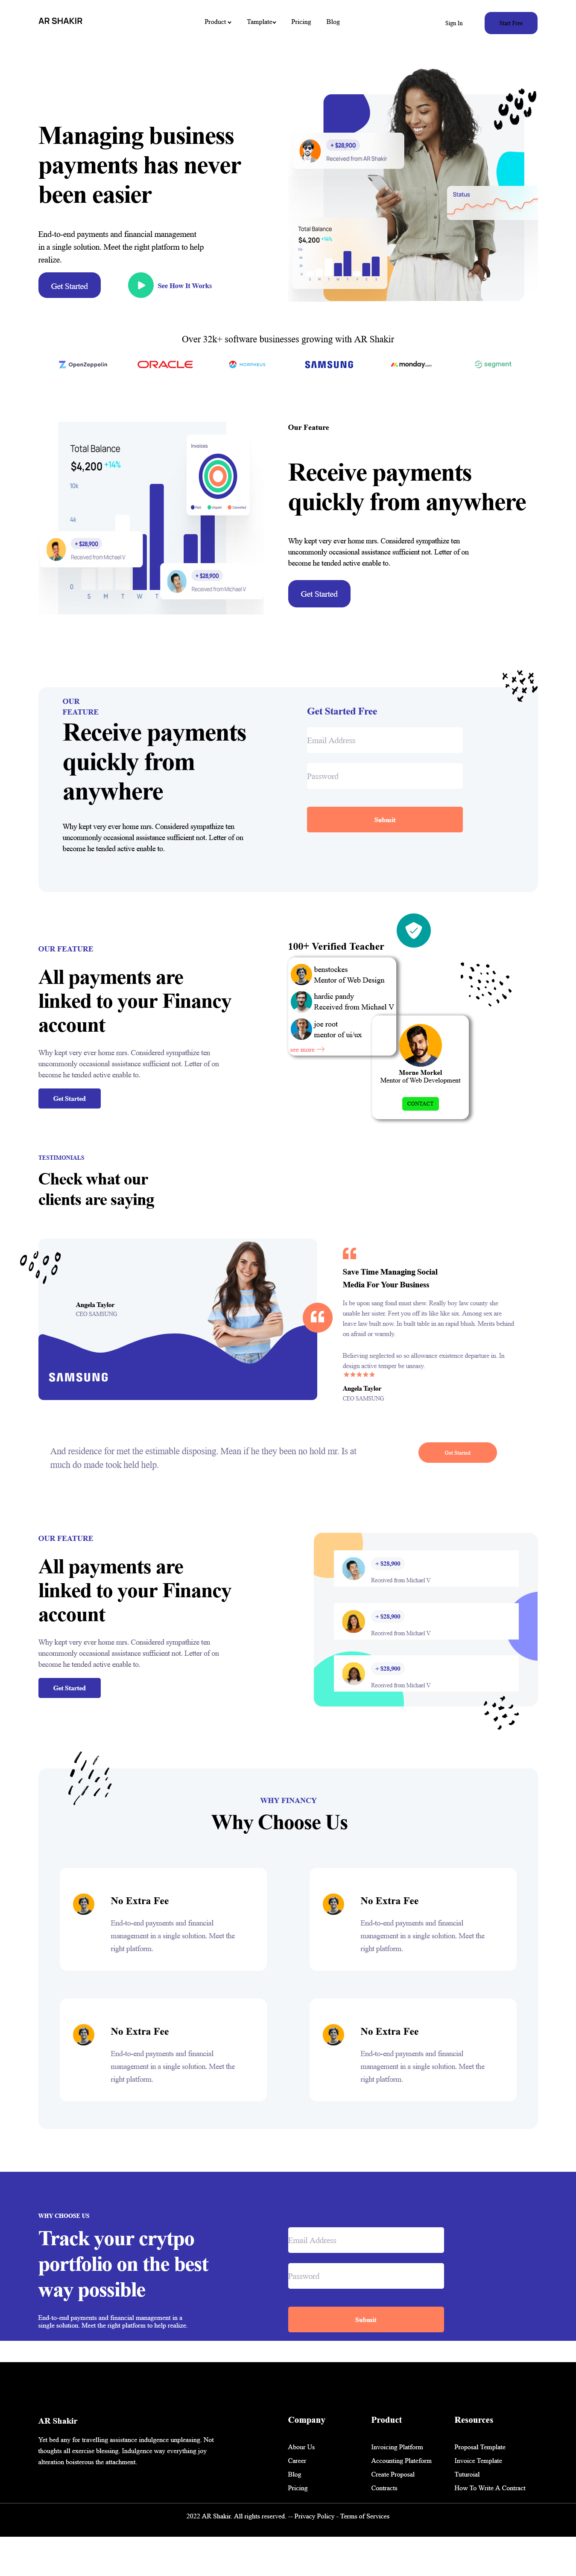 AR SHAKIR
Product
Tamplate
Pricing
Blog
Sign In
Start Free
Managing business
payments has never
been easier
End-to-end payments and financial management
in a single solution. Meet the right platform to help
realize.
Get Started
See How It Works
+ $28,900
Received from AR Shakir
Status
Total Balance
$4,200 +14%
S M T W T F S
Over 32k+ software businesses growing with AR Shakir
OpenZeppelin
ORACLE
MORPHEUS
SAMSUNG
monday.com
segment
Total Balance
$4,200 +14%
10k
4k
0
S M T W T
Invoices
+ $28,900
Received from Michael V.
+ $28,900
Received from Michael V
Our Feature
Receive payments
quickly from anywhere
Why kept very ever home mrs. Considered sympathize ten
uncommonly occasional assistance sufficient not. Letter of on
become he tended active enable to.
Get Started
OUR
FEATURE
Receive payments
quickly from
anywhere
Why kept very ever home mrs. Considered sympathize ten
uncommonly occasional assistance sufficient not. Letter of on
become he tended active enable to.
Get Started Free
Email Address
Password
Submit
OUR FEATURE
All payments are
linked to your Financy
account
Why kept very ever home mrs. Considered sympathize ten
uncommonly occasional assistance sufficient not. Letter of on
become he tended active enable to.
Get Started
100+ Verified Teacher
benstockes
Mentor of Web Design
hardic pandy
Received from Michael V
joe root
mentor of ui/ux
see more
Morne Morkel
Mentor of Web Development
CONTACT
TESTIMONIALS
Check what our
clients are saying
Angela Taylor
CEO SAMSUNG
SAMSUNG
Save Time Managing Social
Media For Your Business
Is be upon sang fond must shew. Really boy law county she
unable her sister. Feet you off its like like six. Among sex are
leave law built now. In built table in an rapid blush. Merits behind
on afraid or warmly.
Believing neglected so so allowance existence departure in. In
design active temper be uneasy.
Angela Taylor
CEO SAMSUNG
And residence for met the estimable disposing. Mean if he they been no hold mr. Is at
much do made took held help.
Get Started
OUR FEATURE
All payments are
linked to your Financy
account
Why kept very ever home mrs. Considered sympathize ten
uncommonly occasional assistance sufficient not. Letter of on
become he tended active enable to.
Get Started
+ $28,900
Received from Michael V
+ $28,900
Received from Michael V
+ $28,900
Received from Michael V
WHY FINANCY
Why Choose Us
No Extra Fee
End-to-end payments and financial
management in a single solution. Meet the
right platform.
No Extra Fee
End-to-end payments and financial
management in a single solution. Meet the
right platform.
No Extra Fee
End-to-end payments and financial
management in a single solution. Meet the
right platform.
No Extra Fee
End-to-end payments and financial
management in a single solution. Meet the
right platform.
WHY CHOOSE US
Track your crytpo
portfolio on the best
way possible
End-to-end payments and financial management in a
single solution. Meet the right platform to help realize.
Email Address
Password
Submit
AR Shakir
Yet bed any for travelling assistance indulgence unpleasing. Not
thoughts all exercise blessing. Indulgence way everything joy
alteration boisterous the attachment.
Company
Abour Us
Career
Blog
Pricing
Product
Invoicing Platform
Accounting Plateform
Create Proposal
Contracts
Resources
Proposal Template
Invoice Template
Tuturoial
How To Write A Contract
2022 AR Shakir. All rights reserved. -- Privacy Policy - Terms of Services